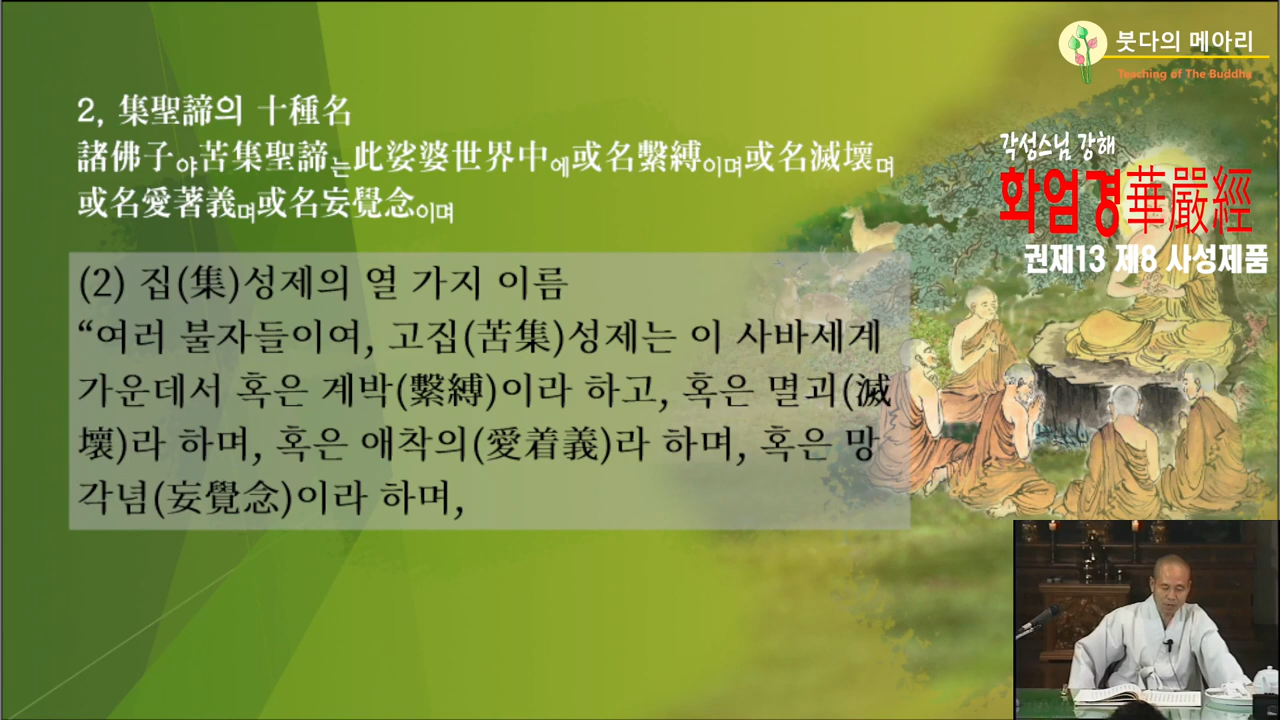 2, 集聖諦의 十種名
諸佛子야苦集聖諦는此娑婆世界中에或名繫縛이며或名滅壞며
或名愛著義며或名妄覺念이며
(2) 집(集)성제의 열 가지 이름
“여러 불자들이여, 고집(苦集)성제는 이 사바세계
가운데서 혹은 계박(繫縛)이라 하고, 혹은 멸괴(滅
壞)라 하며, 혹은 애착의(愛着義)라 하며, 혹은 망
각념(妄覺念)이라 하며,
붓다의 메아리
Teaching of The Buddha
각성스님 강해
화엄경華嚴經
권제13 제8 사성제품